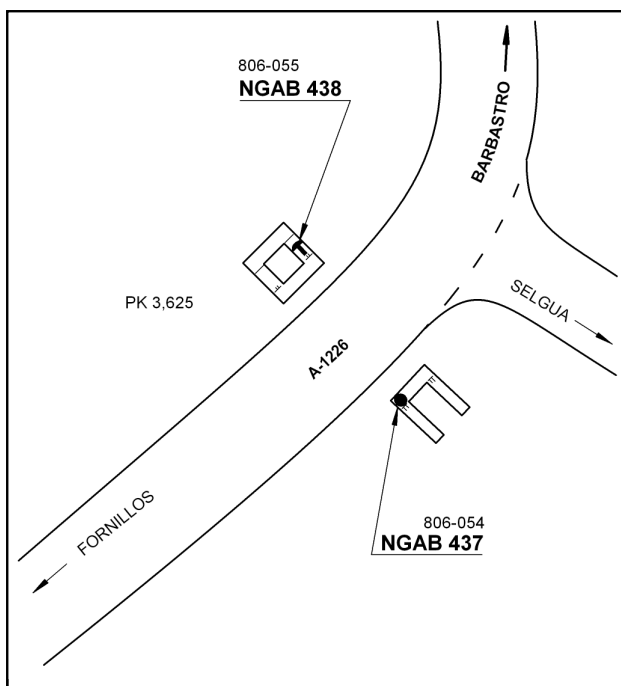 806-055
NGAB 438
BARBASTRO
SELGUA
PK 3,625
A-1226
FORNILLOS
806-054
NGAB 437